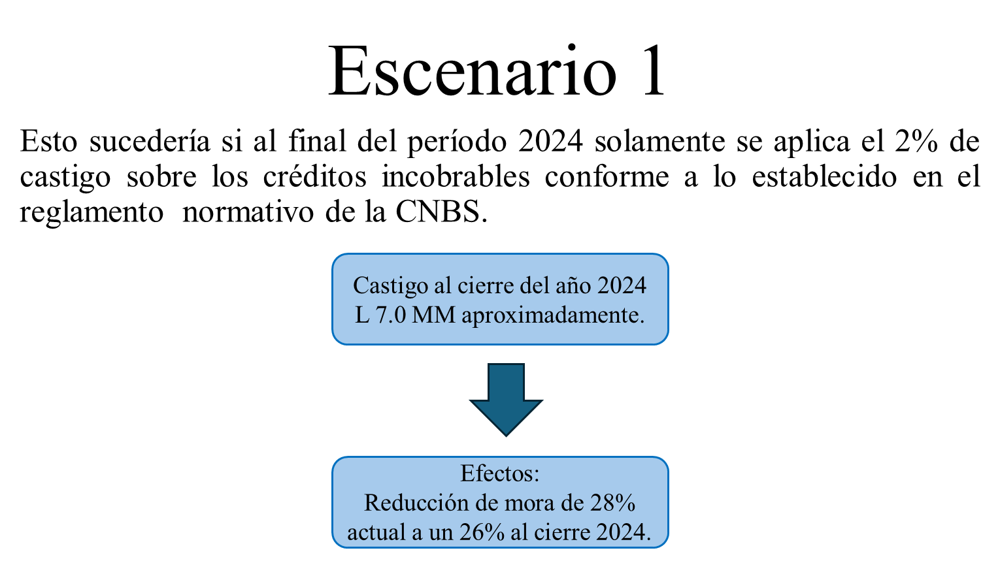 Escenario 1
Esto sucedería si al final del período 2024 solamente se aplica el 2% de
castigo sobre los créditos incobrables conforme a lo establecido en el
reglamento  normativo de la CNBS.
Castigo al cierre del año 2024
L 7.0 MM aproximadamente.
Efectos:
Reducción de mora de 28%
actual a un 26% al cierre 2024.